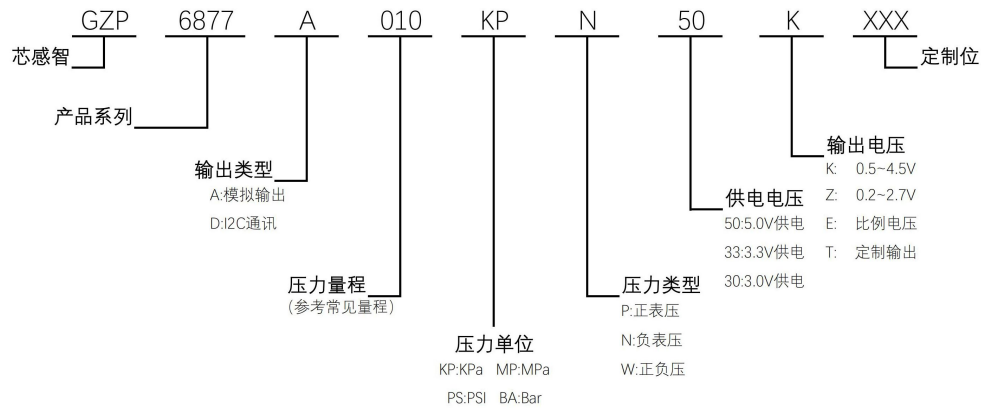 GZP 6877 A 010 KP N 50 K XXX
芯感智
定制位
产品系列
输出类型
A:模拟输出
D:I2C通讯
压力量程
(参考常见量程)
压力单位
KP:KPa MP:MPa
PS:PSI BA:Bar
压力类型
P:正表压
N:负表压
W:正负压
供电电压
50:5.0V供电
33:3.3V供电
30:3.0V供电
输出电压
K: 0.5~4.5V
Z: 0.2~2.7V
E: 比例电压
T: 定制输出